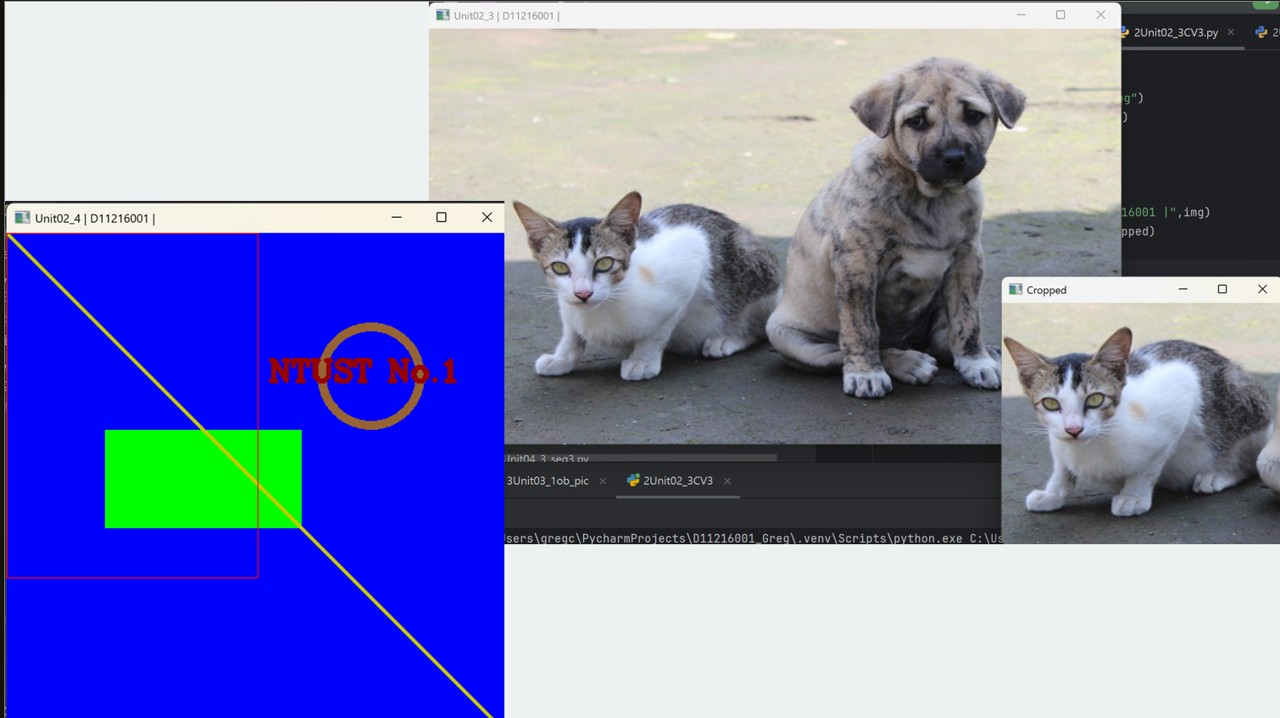 Unit02_3 | D11216001 |
2Unit02_3CV3.py
g")
)
16001 |",img)
pped)
Unit02_4 | D11216001 |
NTUST No.1
Cropped
Unit04_3_seg3.py
3Unit03_1ob_pic
2Unit02_3CV3
sers\gregc\PycharmProjects\D11216001_Greg\.venv\Scripts\python.exe C:\Us